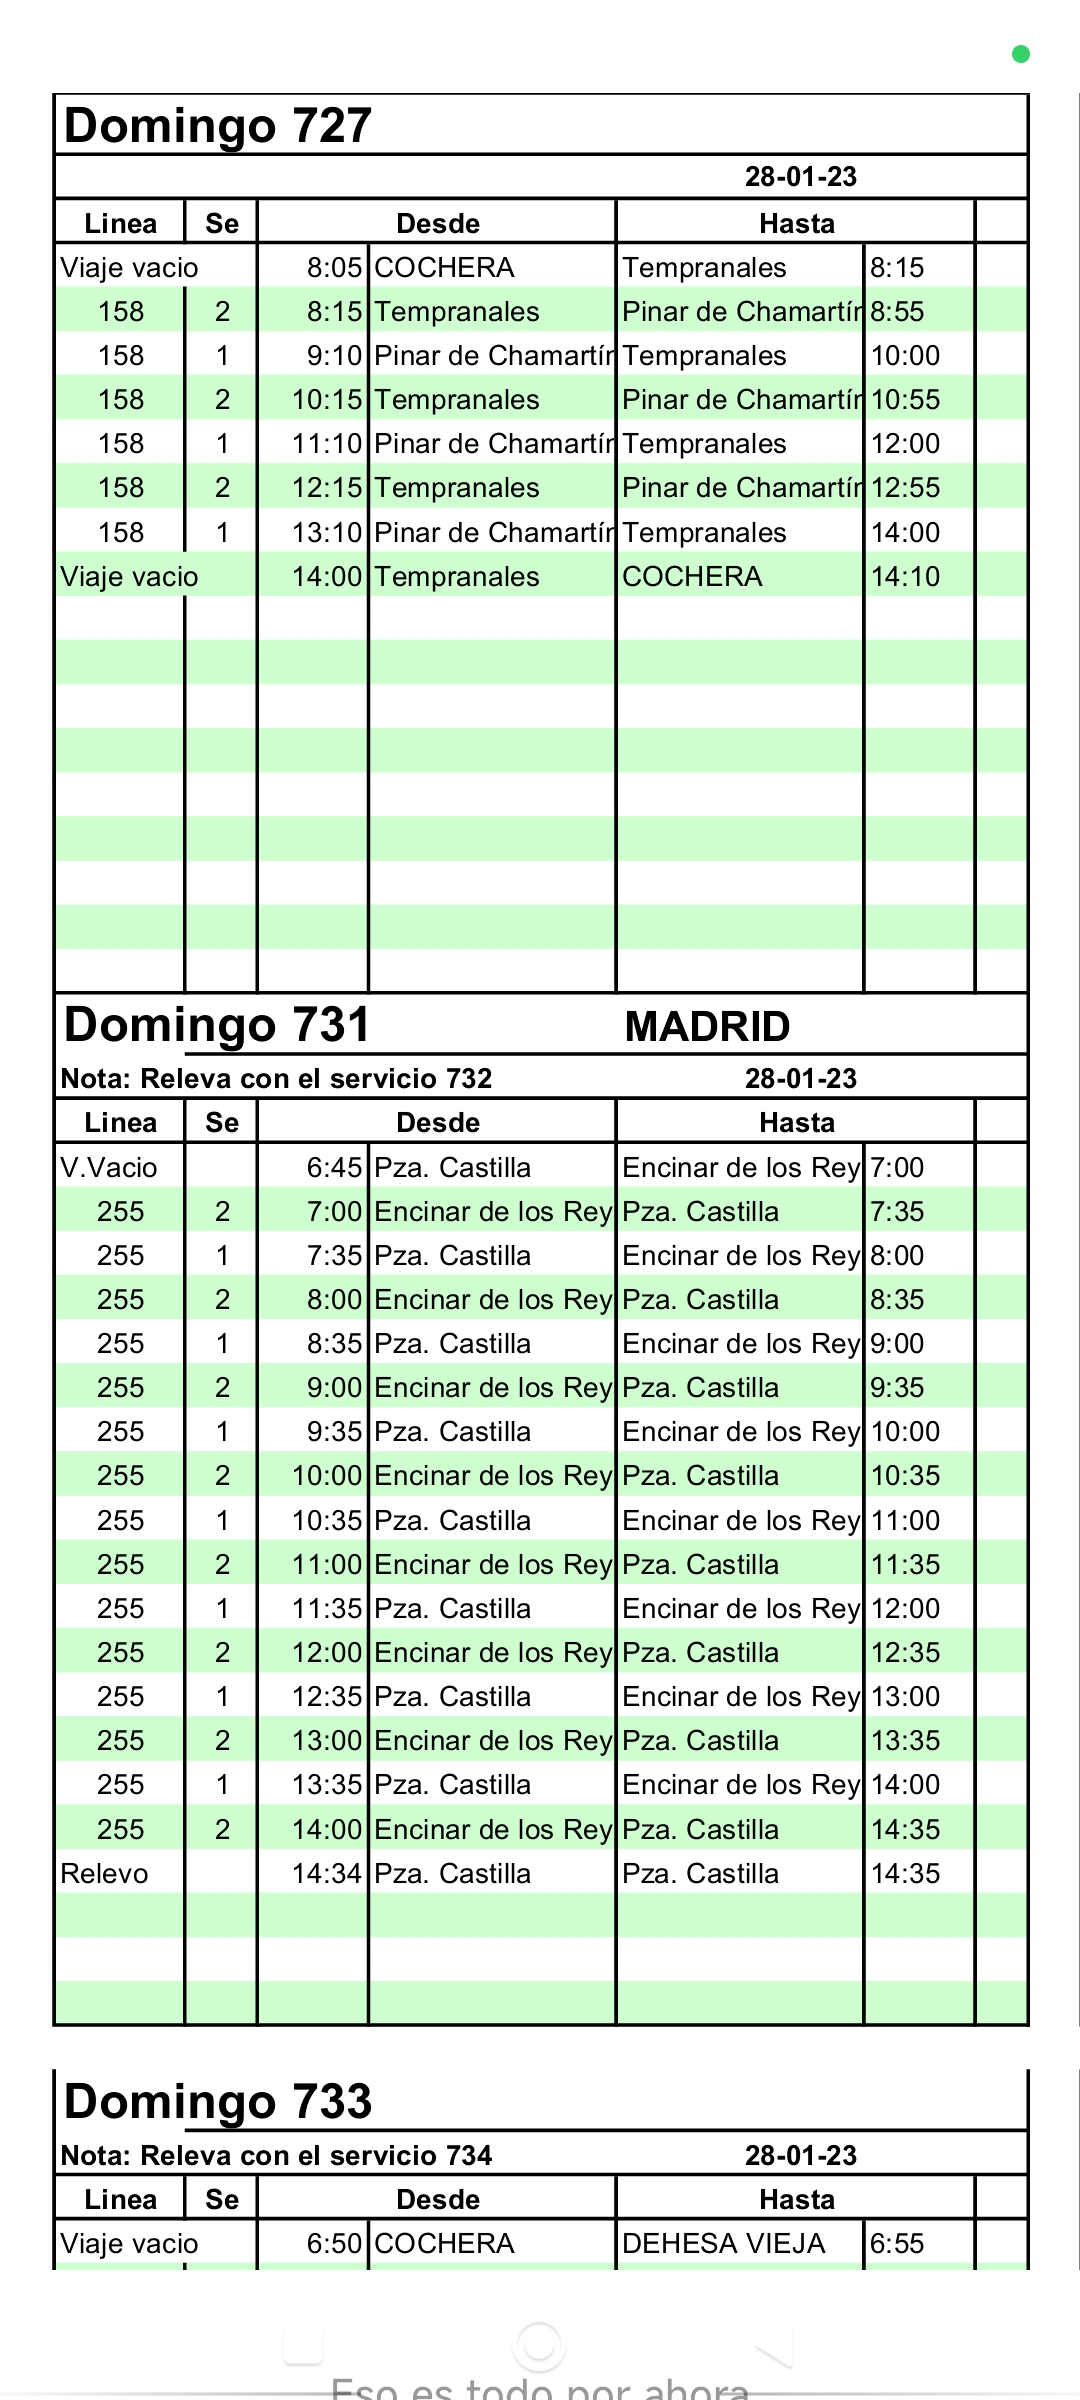 Domingo 727
28-01-23
Linea Se Desde Hasta
Viaje vacio 8:05 COCHERA Tempranales 8:15
158 2 8:15 Tempranales Pinar de Chamartín 8:55
158 1 9:10 Pinar de Chamartín Tempranales 10:00
158 2 10:15 Tempranales Pinar de Chamartín 10:55
158 1 11:10 Pinar de Chamartín Tempranales 12:00
158 2 12:15 Tempranales Pinar de Chamartín 12:55
158 1 13:10 Pinar de Chamartín Tempranales 14:00
Viaje vacio 14:00 Tempranales COCHERA 14:10
Domingo 731 MADRID
Nota: Releva con el servicio 732 28-01-23
Linea Se Desde Hasta
V.Vacio 6:45 Pza. Castilla Encinar de los Rey 7:00
255 2 7:00 Encinar de los Rey Pza. Castilla 7:35
255 1 7:35 Pza. Castilla Encinar de los Rey 8:00
255 2 8:00 Encinar de los Rey Pza. Castilla 8:35
255 1 8:35 Pza. Castilla Encinar de los Rey 9:00
255 2 9:00 Encinar de los Rey Pza. Castilla 9:35
255 1 9:35 Pza. Castilla Encinar de los Rey 10:00
255 2 10:00 Encinar de los Rey Pza. Castilla 10:35
255 1 10:35 Pza. Castilla Encinar de los Rey 11:00
255 2 11:00 Encinar de los Rey Pza. Castilla 11:35
255 1 11:35 Pza. Castilla Encinar de los Rey 12:00
255 2 12:00 Encinar de los Rey Pza. Castilla 12:35
255 1 12:35 Pza. Castilla Encinar de los Rey 13:00
255 2 13:00 Encinar de los Rey Pza. Castilla 13:35
255 1 13:35 Pza. Castilla Encinar de los Rey 14:00
255 2 14:00 Encinar de los Rey Pza. Castilla 14:35
Relevo 14:34 Pza. Castilla Pza. Castilla 14:35
Domingo 733
Nota: Releva con el servicio 734 28-01-23
Linea Se Desde Hasta
Viaje vacio 6:50 COCHERA DEHESA VIEJA 6:55
Eso es todo por ahora